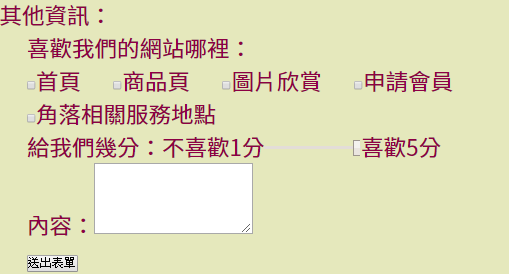 其他資訊：
喜歡我們的網站哪裡：
首頁 商品頁 圖片欣賞 申請會員
角落相關服務地點
給我們幾分：不喜歡1分 喜歡5分
內容：
送出表單